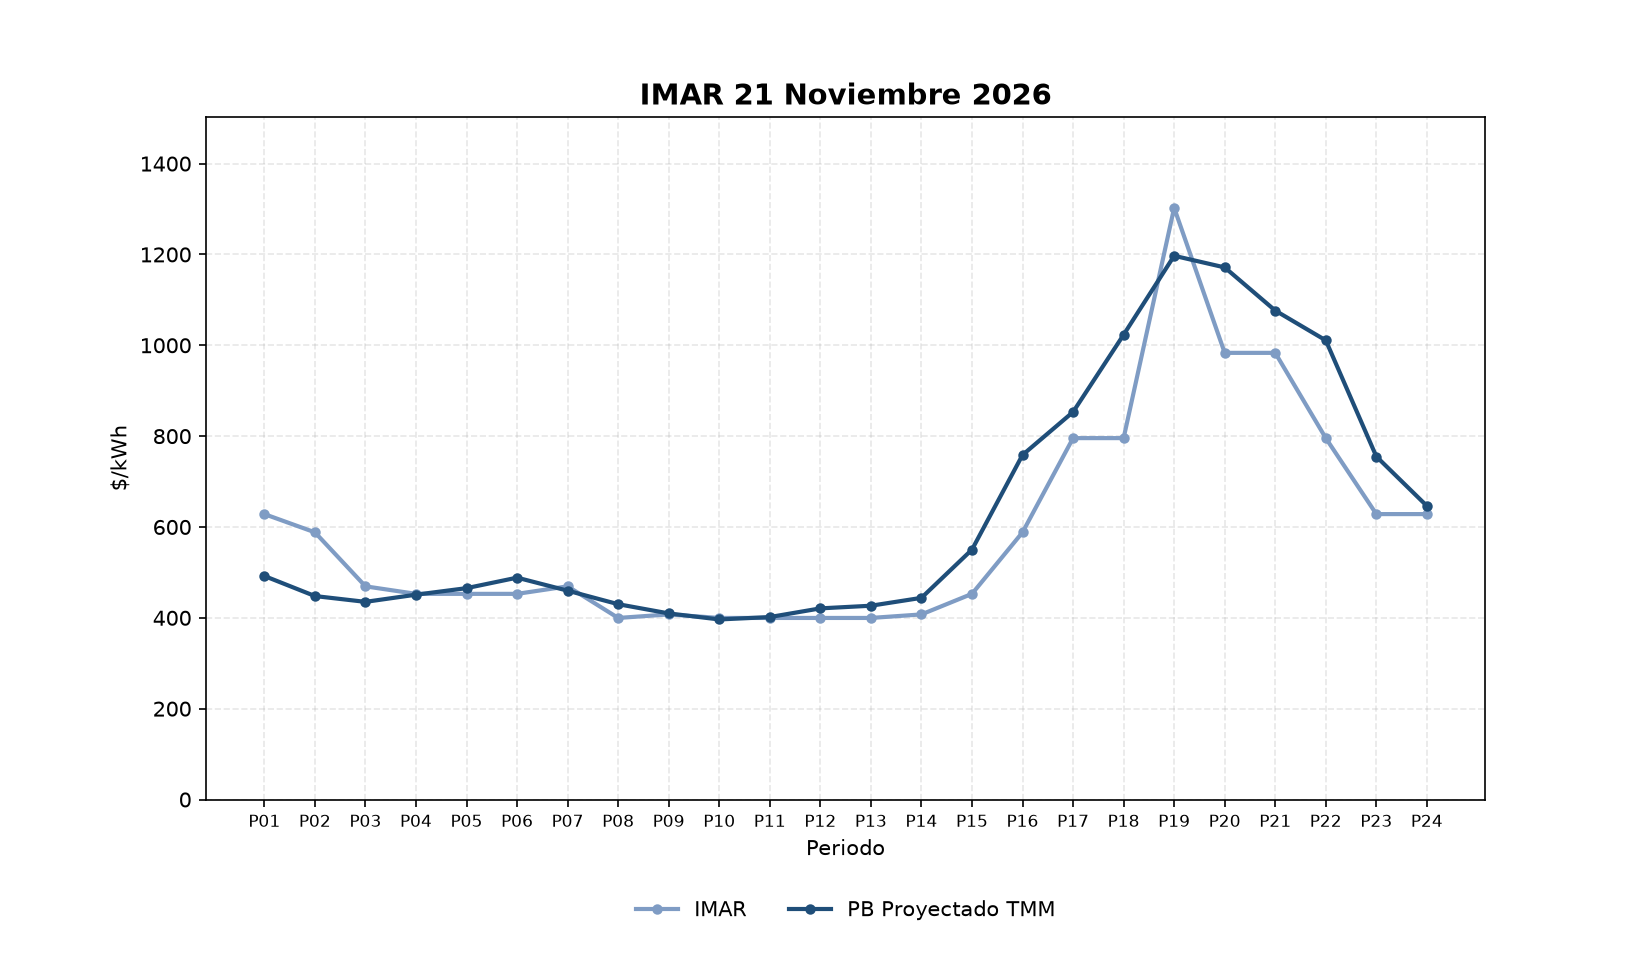 IMAR 21 Noviembre 2026
1400
1200
1000
800
600
400
200
0
$/kWh
P01 P02 P03 P04 P05 P06 P07 P08 P09 P10 P11 P12 P13 P14 P15 P16 P17 P18 P19 P20 P21 P22 P23 P24
Periodo
IMAR PB Proyectado TMM